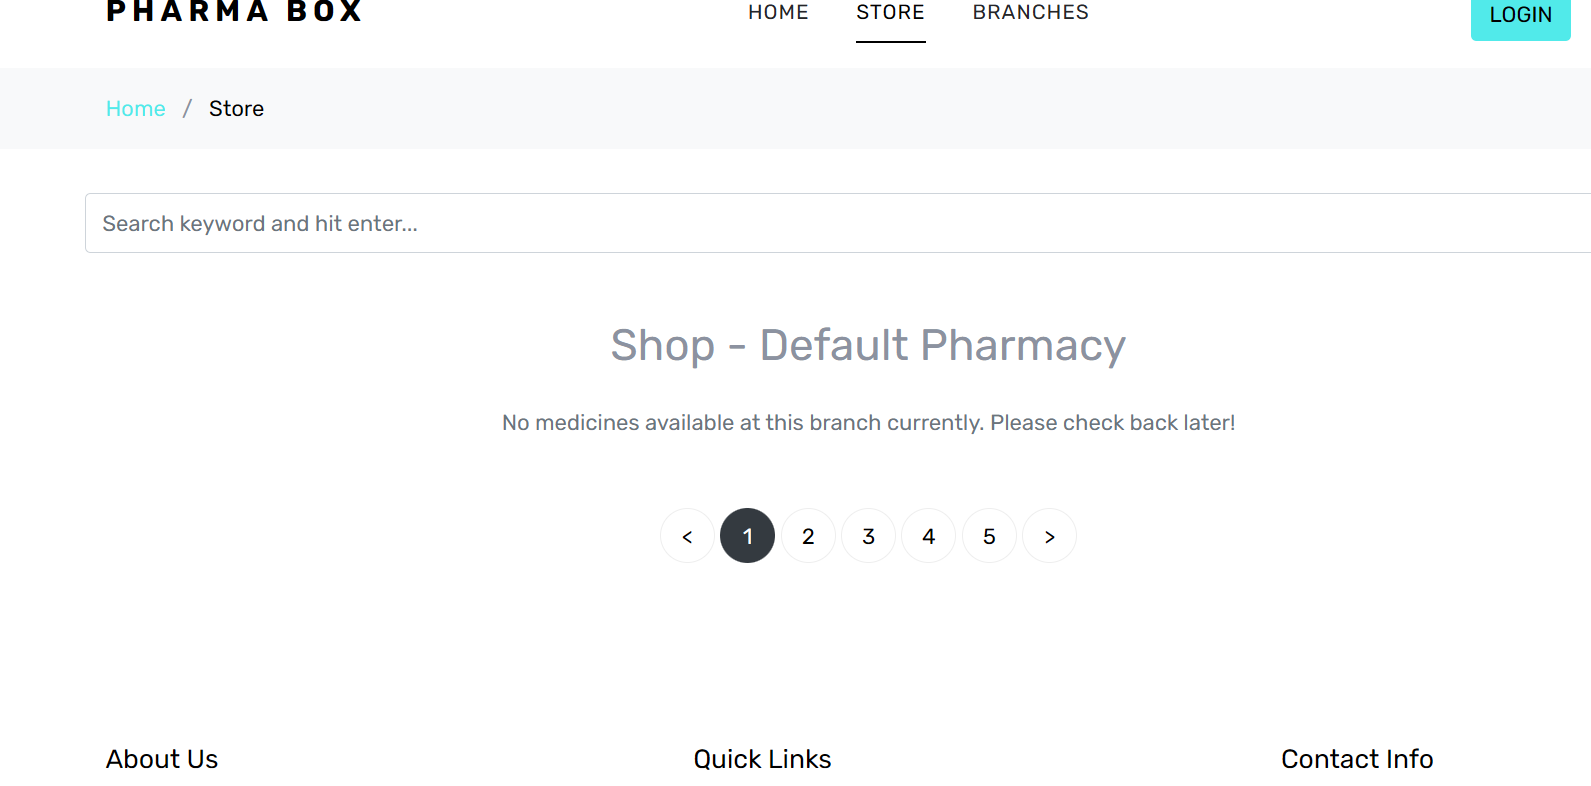 PHARMA BOX
HOME STORE BRANCHES
LOGIN
Home / Store
Search keyword and hit enter...
Shop - Default Pharmacy
No medicines available at this branch currently. Please check back later!
< 1 2 3 4 5 >
About Us Quick Links Contact Info